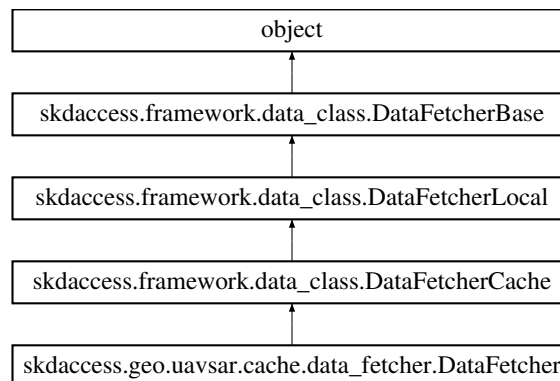 object
skdaccess.framework.data_class.DataFetcherBase
skdaccess.framework.data_class.DataFetcherLocal
skdaccess.framework.data_class.DataFetcherCache
skdaccess.geo.uavsar.cache.data_fetcher.DataFetcher